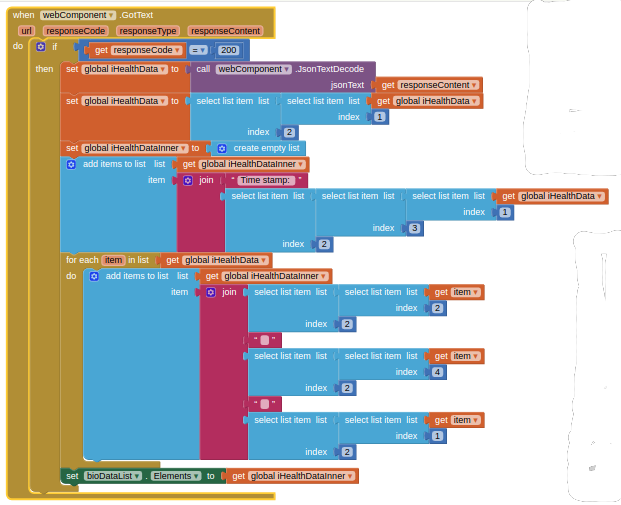 when webComponent .GotText
url responseCode responseType responseContent
do if get responseCode = 200
then set global iHealthData to call webComponent .JsonTextDecode
jsonText get responseContent
set global iHealthData to select list item list select list item list get global iHealthData
index 1
index 2
set global iHealthDataInner to create empty list
add items to list list get global iHealthDataInner
item join " Time stamp: "
select list item list select list item list select list item list get global iHealthData
index 1
index 3
index 2
for each item in list get global iHealthData
do add items to list list get global iHealthDataInner
item join select list item list select list item list get item
index 2
index 2
" "
select list item list select list item list get item
index 4
index 2
" "
select list item list select list item list get item
index 1
index 2
set bioDataList . Elements to get global iHealthDataInner